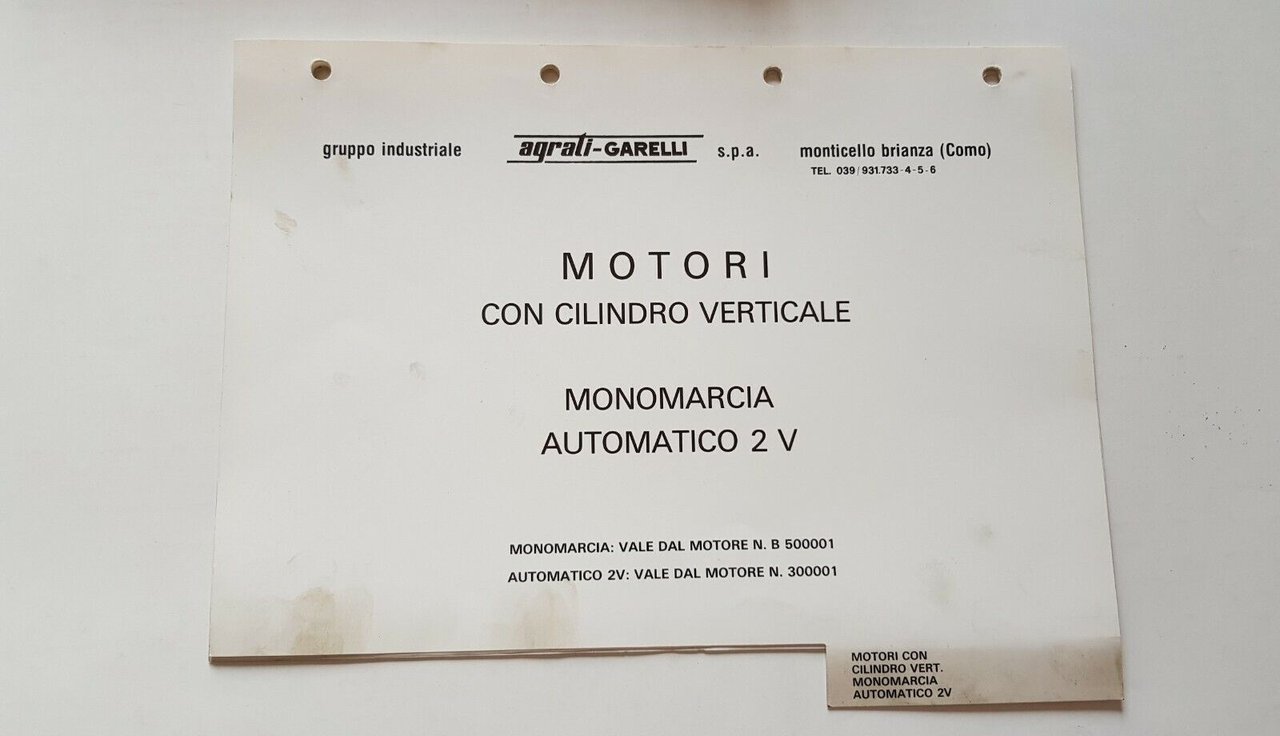 gruppo industriale agrati-GARELLI s.p.a. monticello brianza (Como)
TEL. 039/931.733-4-5-6
MOTORI
CON CILINDRO VERTICALE
MONOMARCIA
AUTOMATICO 2 V
MONOMARCIA: VALE DAL MOTORE N. B 500001
AUTOMATICO 2V: VALE DAL MOTORE N. 300001
MOTORI CON
CILINDRO VERT.
MONOMARCIA
AUTOMATICO 2V